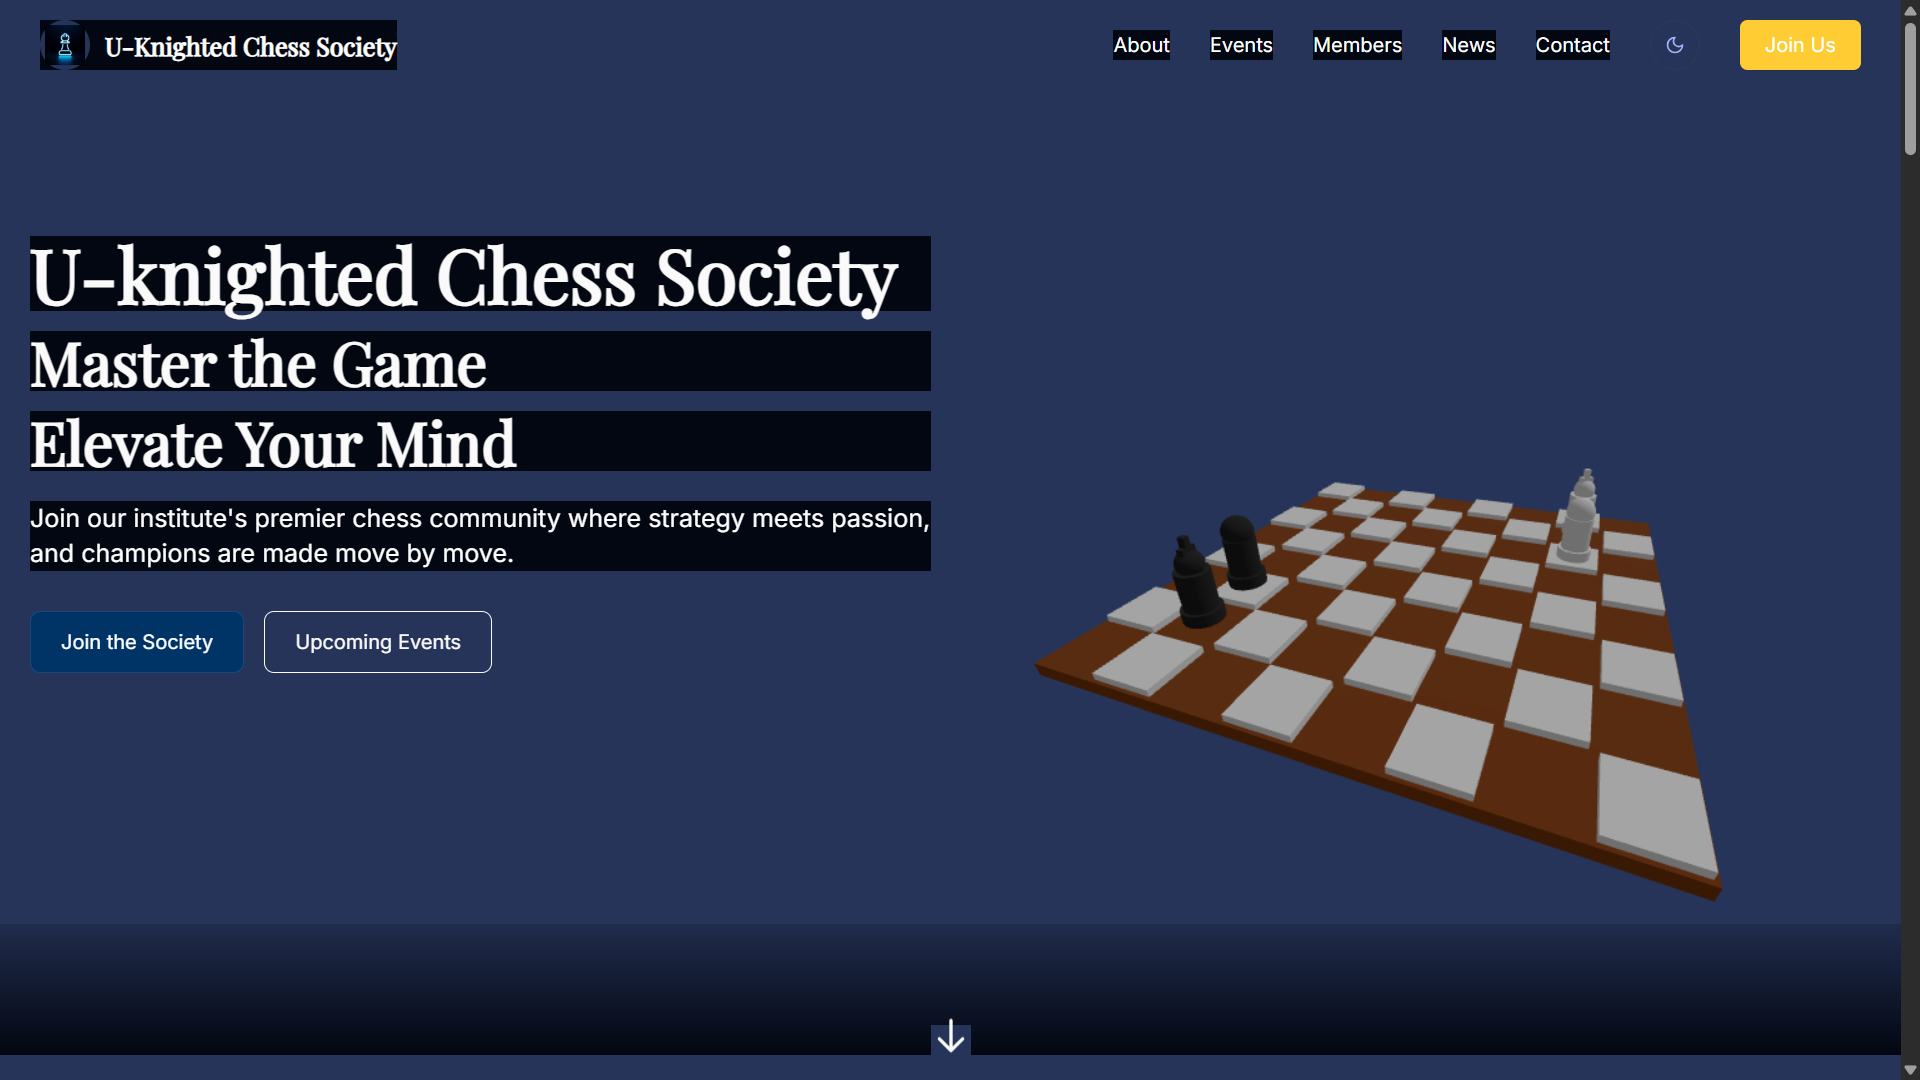 U-Knighted Chess Society
About
Events
Members
News
Contact
Join Us
U-knighted Chess Society
Master the Game
Elevate Your Mind
Join our institute's premier chess community where strategy meets passion,
and champions are made move by move.
Join the Society
Upcoming Events